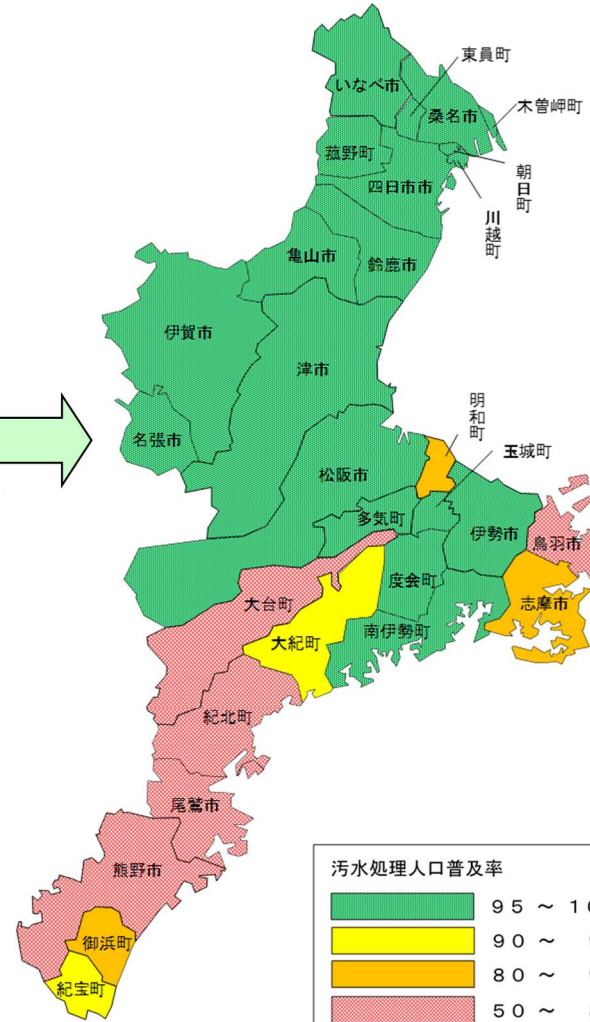 いなべ市
東員町
桑名市
木曽岬町
菰野町
朝日町
四日市市
川越町
亀山市
鈴鹿市
伊賀市
津市
名張市
明和町
松阪市
玉城町
多気町
伊勢市
鳥羽市
度会町
大台町
志摩市
大紀町
南伊勢町
紀北町
尾鷲市
熊野市
御浜町
紀宝町
汚水処理人口普及率
９５ ～ １
９０ ～
８０ ～
５０ ～